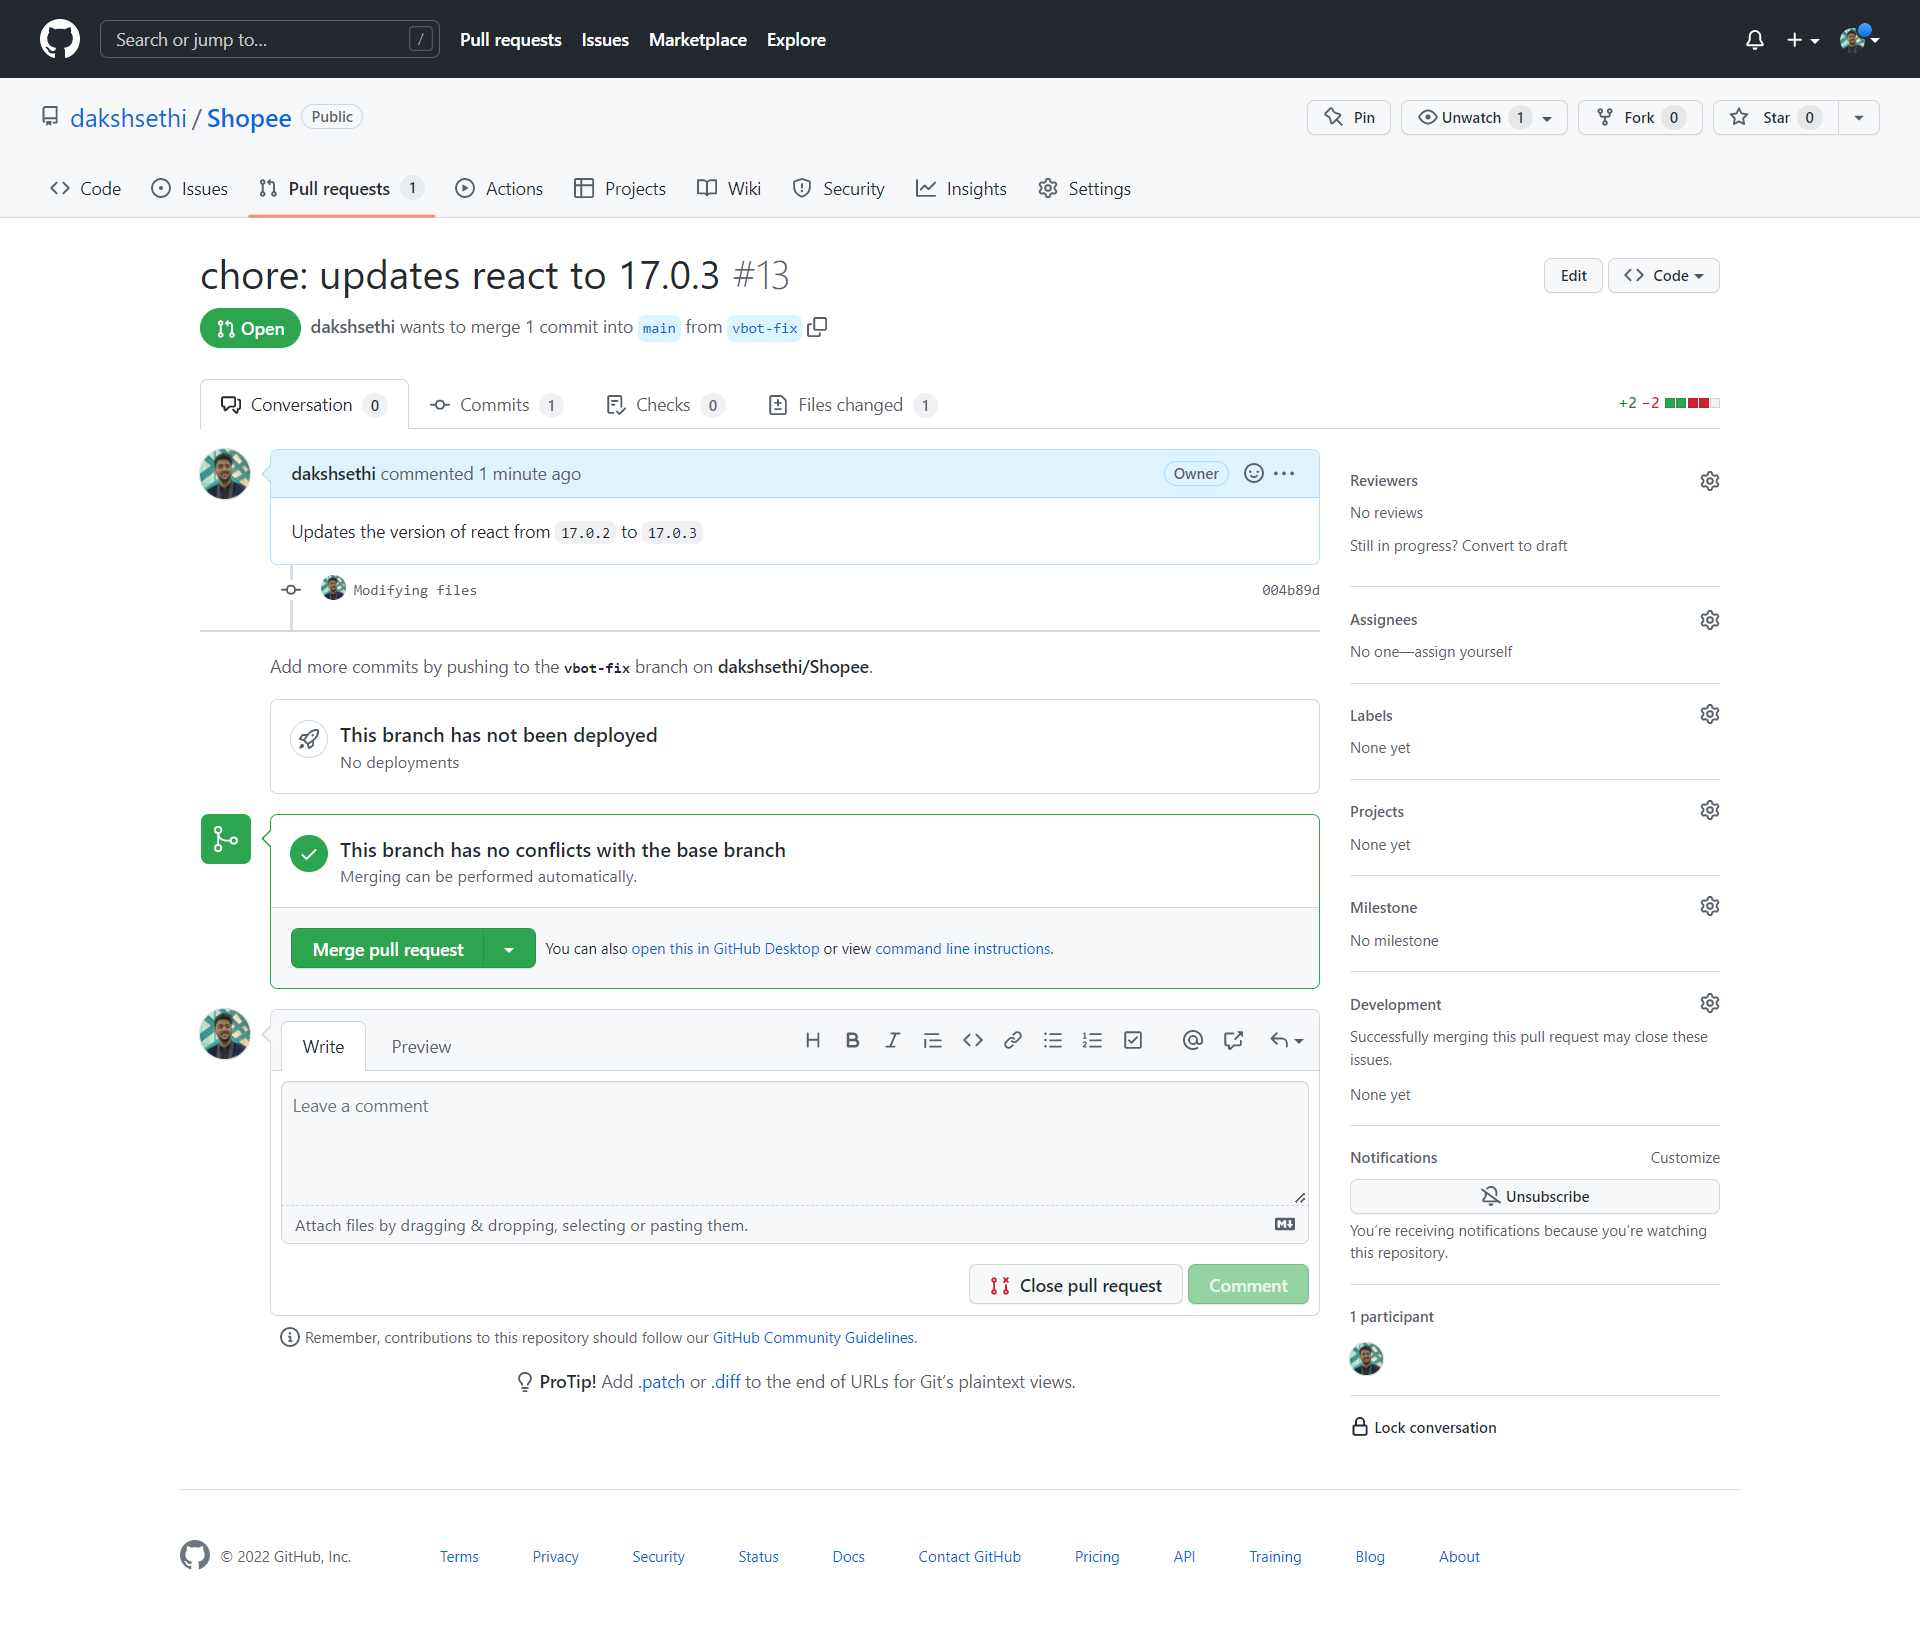 Search or jump to... /
Pull requests Issues Marketplace Explore
dakshsethi / Shopee Public
Pin
Unwatch 1
Fork 0
Star 0
Code
Issues
Pull requests 1
Actions
Projects
Wiki
Security
Insights
Settings
chore: updates react to 17.0.3 #13
Edit
Code
Open dakshsethi wants to merge 1 commit into main from vbot-fix
Conversation 0
Commits 1
Checks 0
Files changed 1
+2 −2
dakshsethi commented 1 minute ago
Owner
Updates the version of react from 17.0.2 to 17.0.3
Modifying files 004b89d
Add more commits by pushing to the vbot-fix branch on dakshsethi/Shopee.
This branch has not been deployed
No deployments
This branch has no conflicts with the base branch
Merging can be performed automatically.
Merge pull request
You can also open this in GitHub Desktop or view command line instructions.
Write Preview
Leave a comment
Attach files by dragging & dropping, selecting or pasting them.
Close pull request
Comment
Remember, contributions to this repository should follow our GitHub Community Guidelines.
ProTip! Add .patch or .diff to the end of URLs for Git’s plaintext views.
Reviewers
No reviews
Still in progress? Convert to draft
Assignees
No one—assign yourself
Labels
None yet
Projects
None yet
Milestone
No milestone
Development
Successfully merging this pull request may close these
issues.
None yet
Notifications Customize
Unsubscribe
You’re receiving notifications because you’re watching
this repository.
1 participant
Lock conversation
© 2022 GitHub, Inc.
Terms
Privacy
Security
Status
Docs
Contact GitHub
Pricing
API
Training
Blog
About